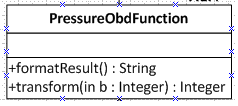 PressureObdFunction
+formatResult() : String
+transform(in b : Integer) : Integer